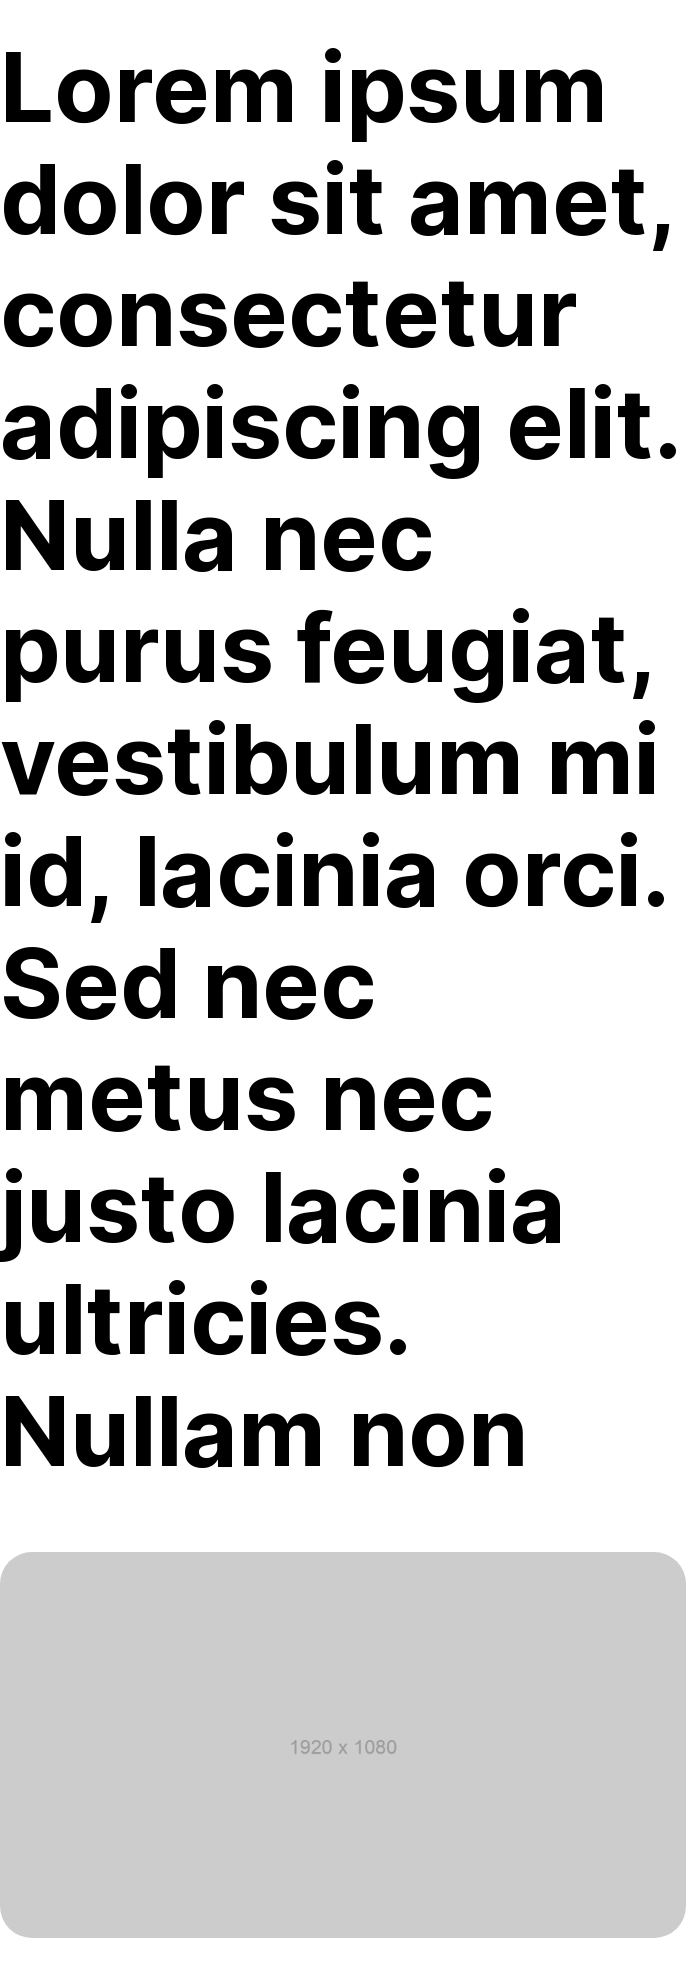 Lorem ipsum
dolor sit amet,
consectetur
adipiscing elit.
Nulla nec
purus feugiat,
vestibulum mi
id, lacinia orci.
Sed nec
metus nec
justo lacinia
ultricies.
Nullam non
1920 x 1080